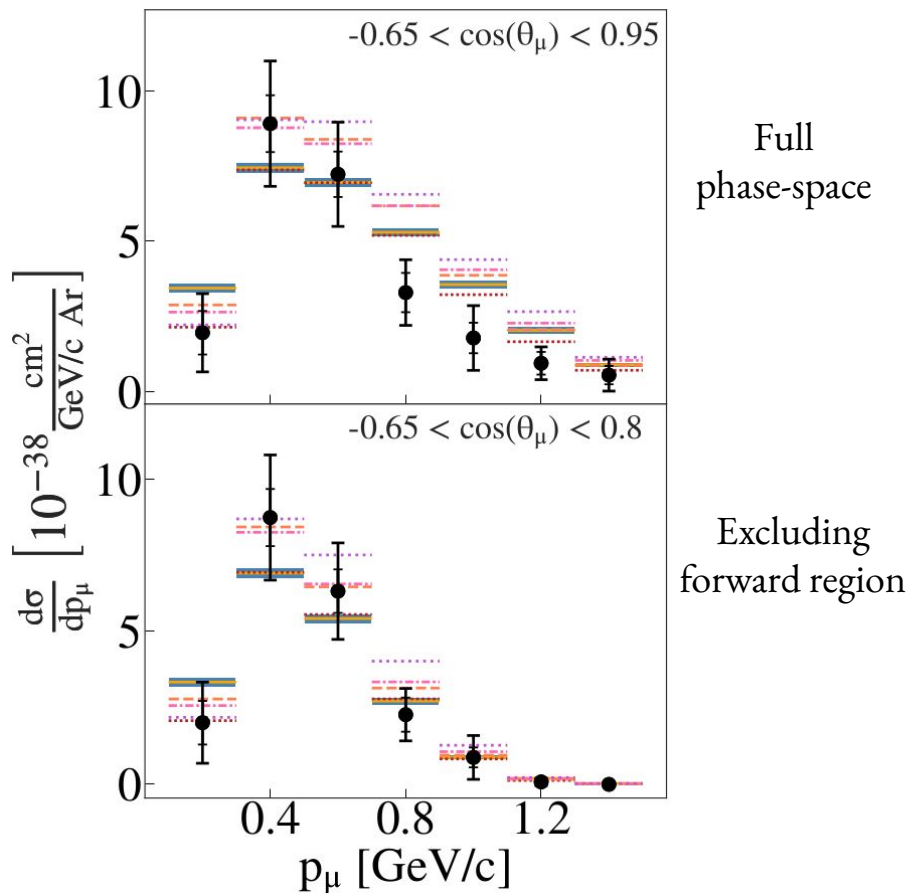 -0.65 < cos(θμ) < 0.95
10
5
0
Full
phase-space
dσ/dpμ [10⁻³⁸ cm²/GeV/c Ar]
-0.65 < cos(θμ) < 0.8
10
5
0
Excluding
forward region
0.4 0.8 1.2
pμ [GeV/c]